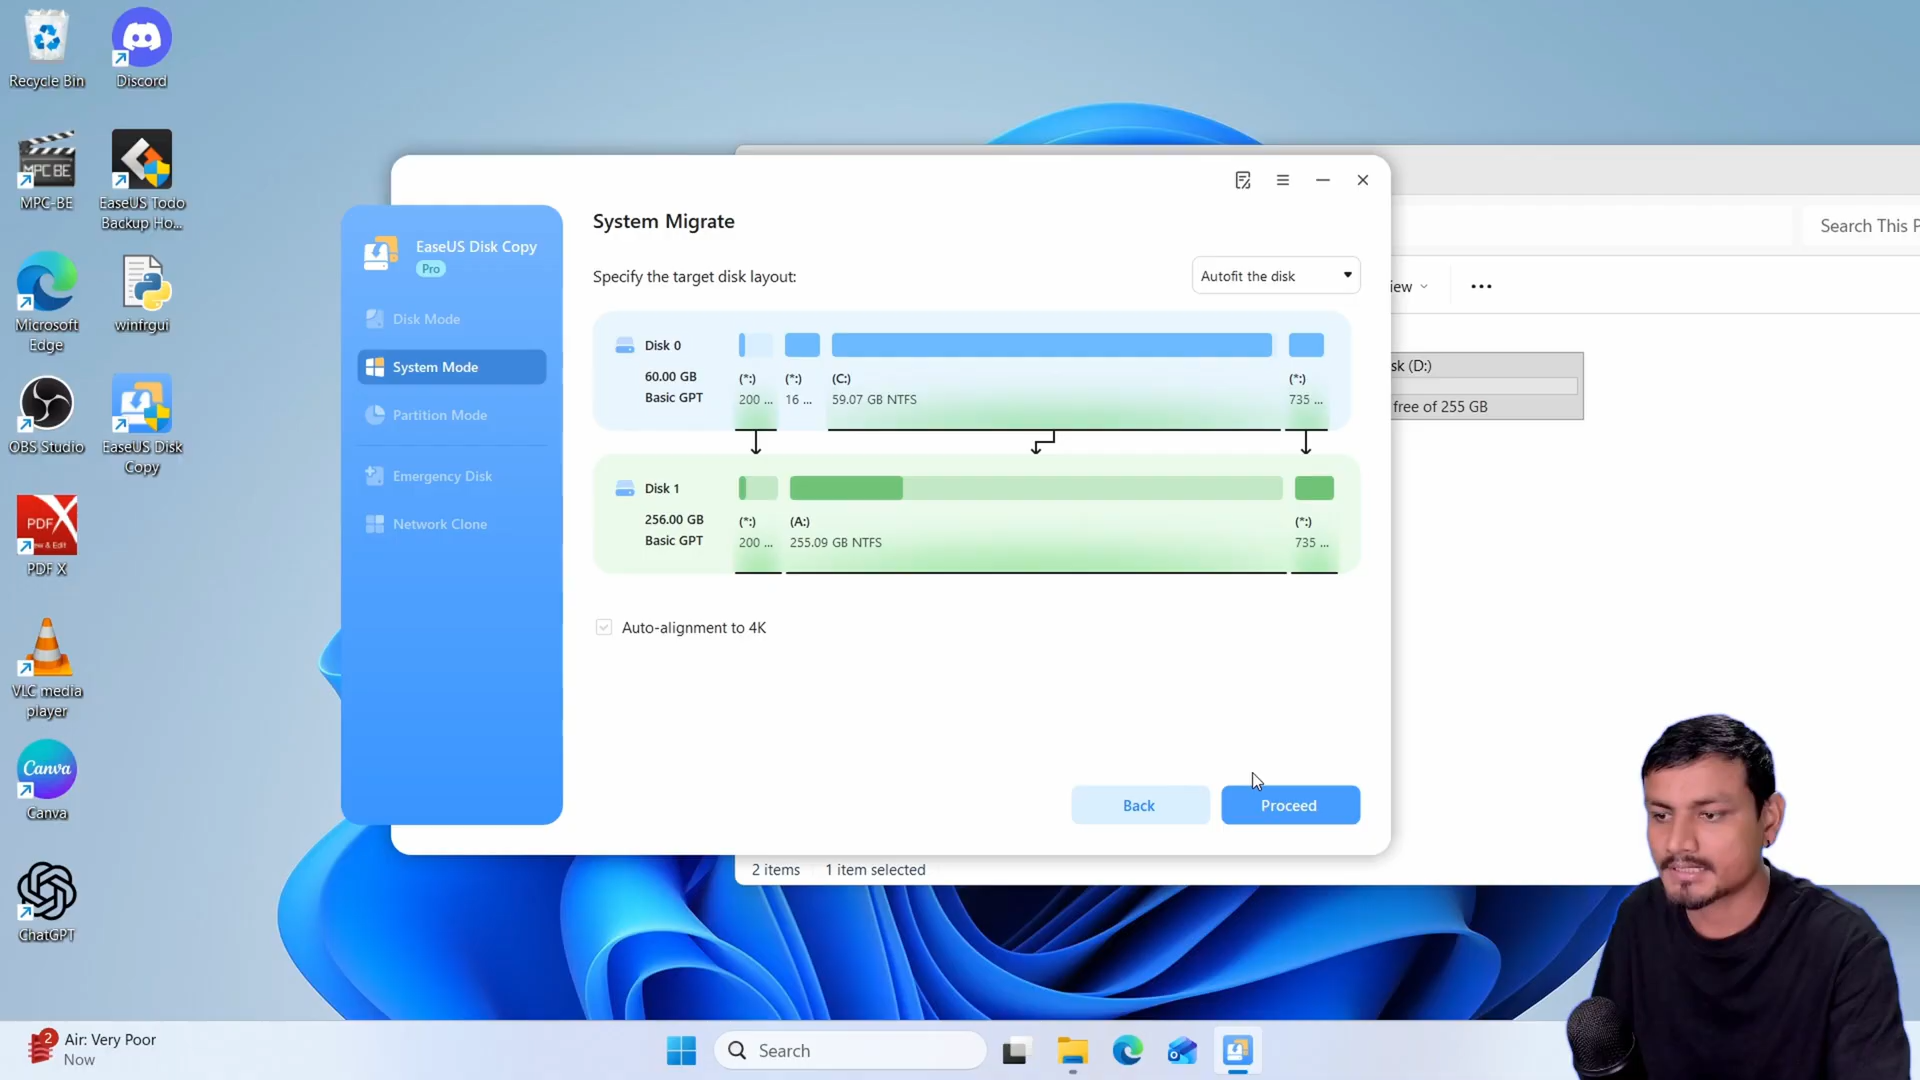 Recycle Bin
Discord
MPC BE
MPC-BE
EaseUS Todo
Backup Ho...
Microsoft
Edge
winfrgui
OBS Studio
EaseUS Disk
Copy
PDF X
PDF X
VLC media
player
Canva
Canva
ChatGPT
EaseUS Disk Copy
Pro
Disk Mode
System Mode
Partition Mode
Emergency Disk
Network Clone
System Migrate
Specify the target disk layout:
Autofit the disk
Disk 0
60.00 GB
Basic GPT
(*:)
200 ...
(*:)
16 ...
(C:)
59.07 GB NTFS
(*:)
735 ...
Disk 1
256.00 GB
Basic GPT
(*:)
200 ...
(A:)
255.09 GB NTFS
(*:)
735 ...
Auto-alignment to 4K
Back
Proceed
Search This P
iew
sk (D:)
free of 255 GB
2 items
1 item selected
2
Air: Very Poor
Now
Search